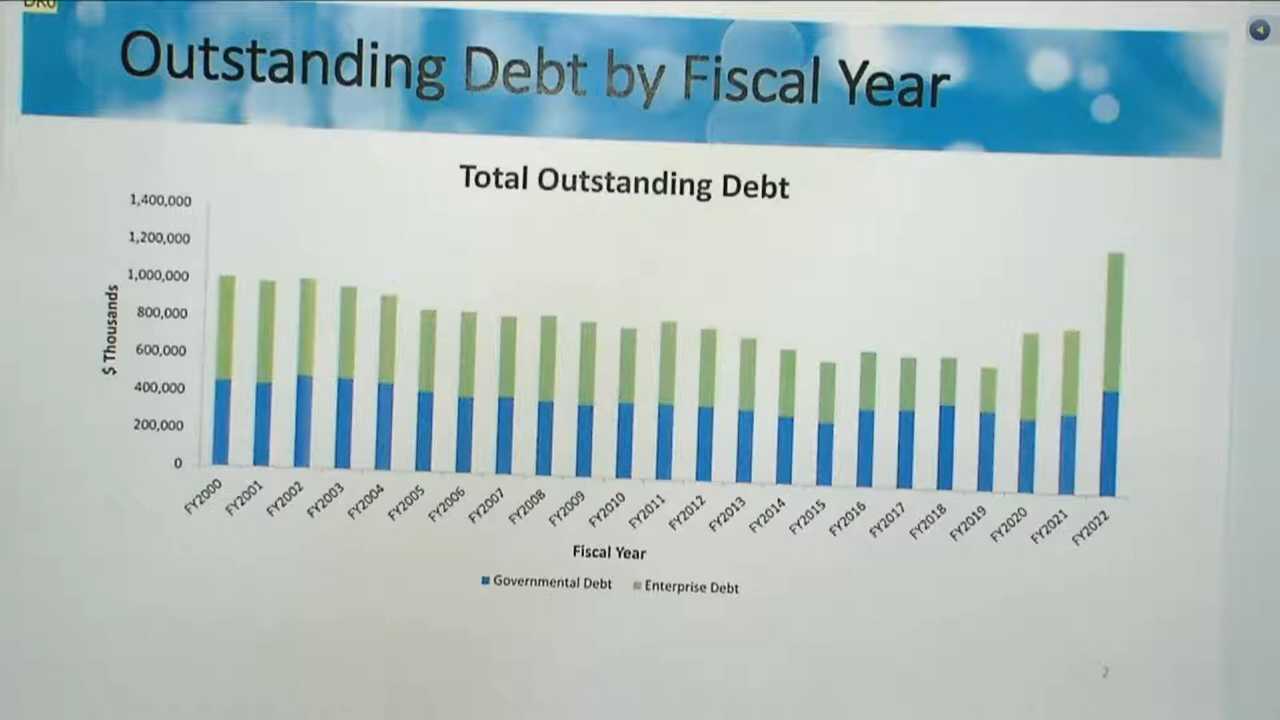 DRU
Outstanding Debt by Fiscal Year
Total Outstanding Debt
1,400,000
1,200,000
1,000,000
800,000
600,000
400,000
200,000
0
$ Thousands
FY2000 FY2001 FY2002 FY2003 FY2004 FY2005 FY2006 FY2007 FY2008 FY2009 FY2010 FY2011 FY2012 FY2013 FY2014 FY2015 FY2016 FY2017 FY2018 FY2019 FY2020 FY2021 FY2022
Fiscal Year
Governmental Debt Enterprise Debt
2